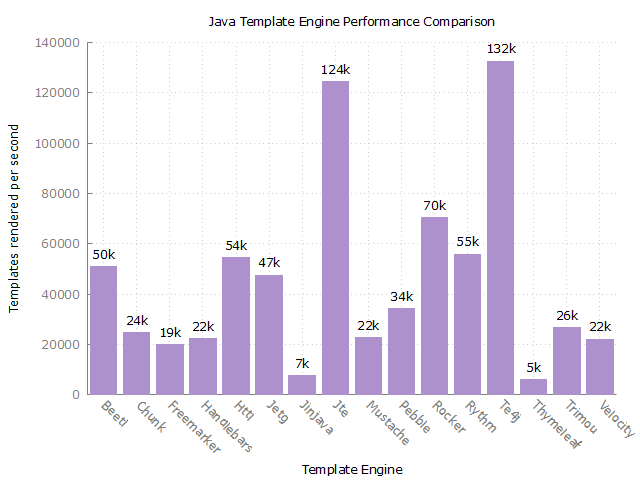 Java Template Engine Performance Comparison
Templates rendered per second
140000
120000
100000
80000
60000
40000
20000
0
50k
24k
19k
22k
54k
47k
7k
124k
22k
34k
70k
55k
132k
5k
26k
22k
Beetl
Chunk
Freemarker
Handlebars
Httl
Jetg
Jinjava
Jte
Mustache
Pebble
Rocker
Rythm
Te4j
Thymeleaf
Trimou
Velocity
Template Engine